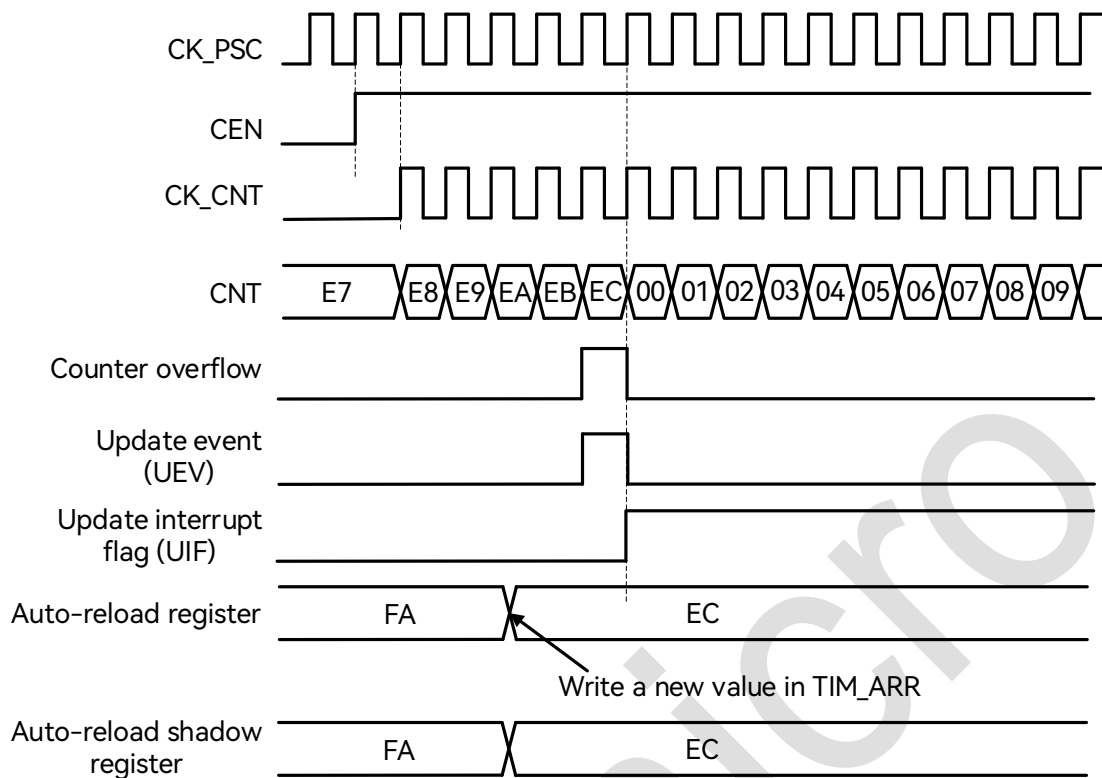 CK_PSC
CEN
CK_CNT
CNT E7 E8 E9 EA EB EC 00 01 02 03 04 05 06 07 08 09
Counter overflow
Update event
(UEV)
Update interrupt
flag (UIF)
Auto-reload register FA EC
Write a new value in TIM_ARR
Auto-reload shadow
register FA EC
micro